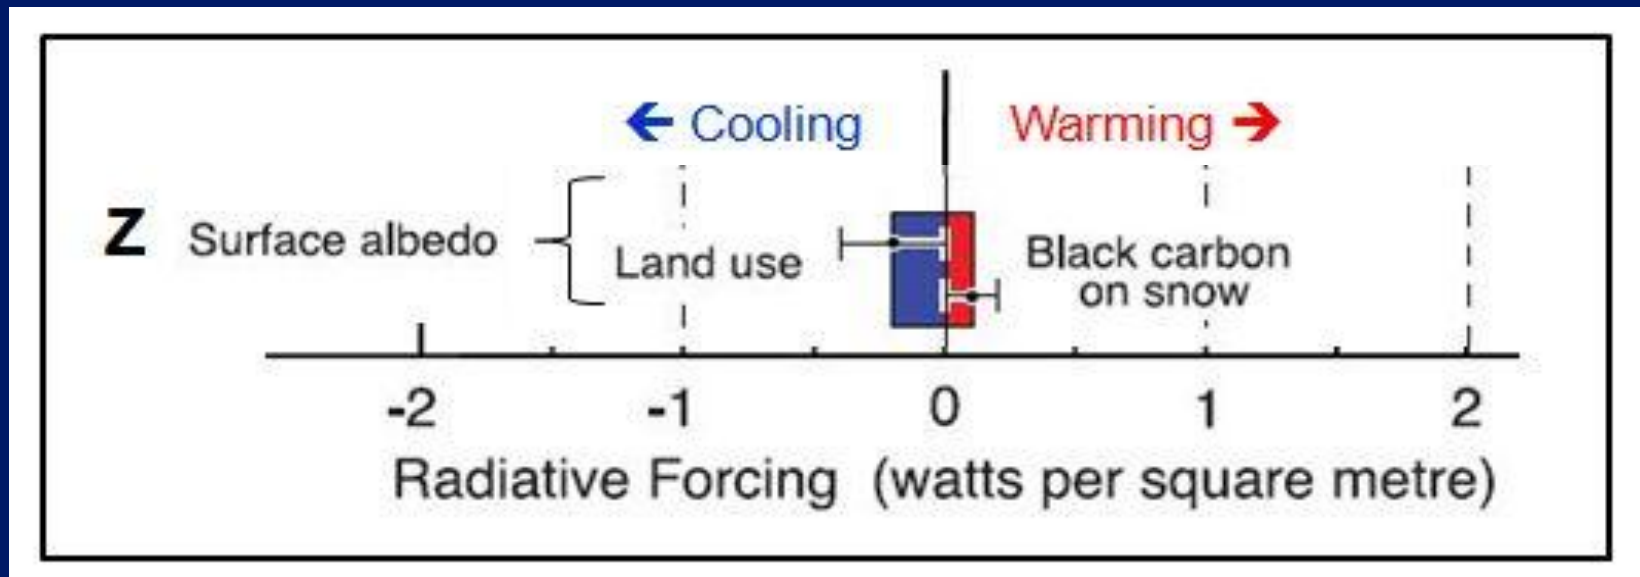 ← Cooling Warming →
Z Surface albedo Land use Black carbon
on snow
-2 -1 0 1 2
Radiative Forcing (watts per square metre)